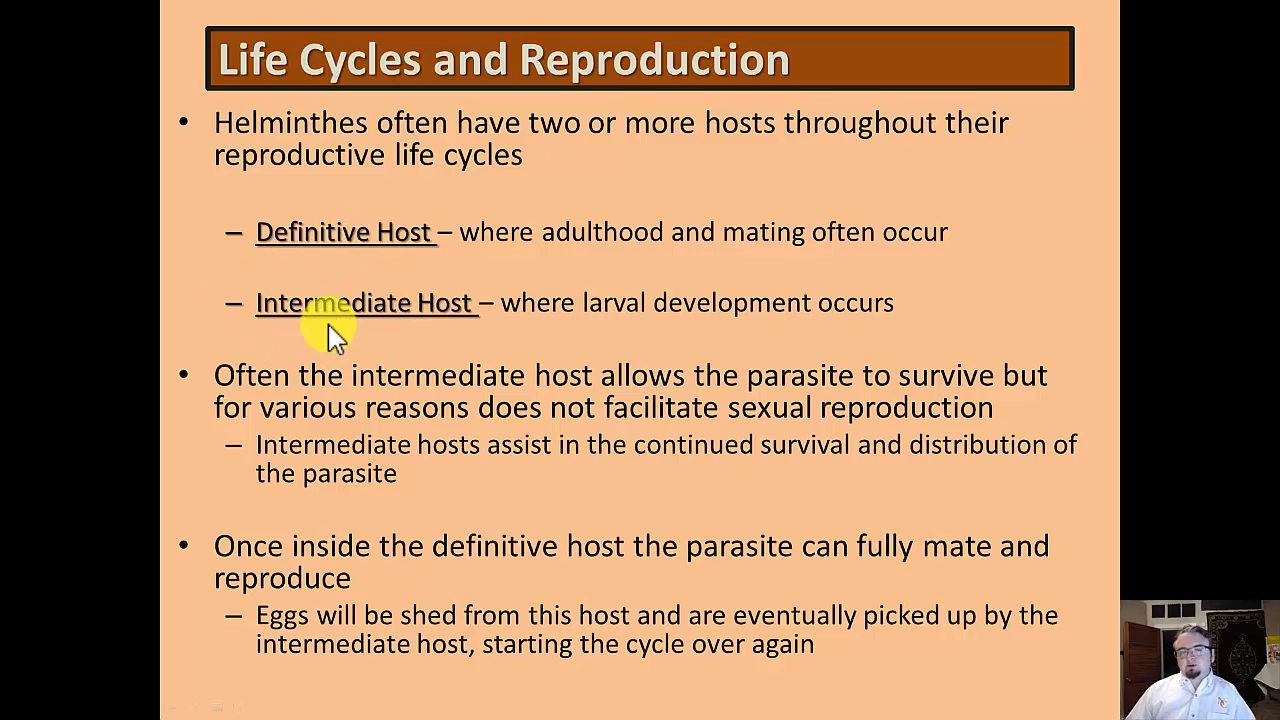 Life Cycles and Reproduction
• Helminthes often have two or more hosts throughout their
reproductive life cycles
– Definitive Host – where adulthood and mating often occur
– Intermediate Host – where larval development occurs
• Often the intermediate host allows the parasite to survive but
for various reasons does not facilitate sexual reproduction
– Intermediate hosts assist in the continued survival and distribution of
the parasite
• Once inside the definitive host the parasite can fully mate and
reproduce
– Eggs will be shed from this host and are eventually picked up by the
intermediate host, starting the cycle over again